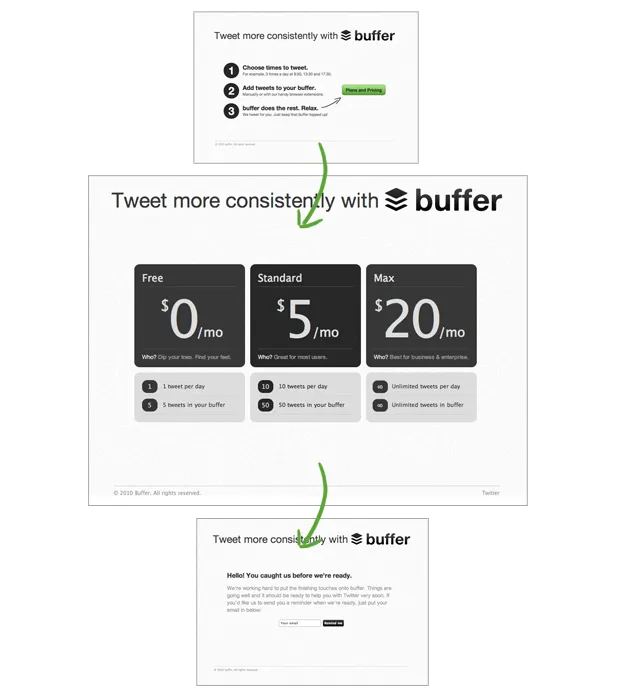 Tweet more consistently with buffer
1 Choose times to tweet.
For example, 3 times a day at 9:00, 13:30 and 17:30.
2 Add tweets to your buffer.
Manually or with our handy browser extensions.
Plans and Pricing
3 buffer does the rest. Relax.
We tweet for you. Just keep that Buffer topped up!
© 2010 Buffer. All rights reserved.
Tweet more consistently with buffer
Free
$0/mo
Who? Dip your toes. Find your feet.
1 1 tweet per day
5 5 tweets in your buffer
Standard
$5/mo
Who? Great for most users.
10 10 tweets per day
50 50 tweets in your buffer
Max
$20/mo
Who? Best for business & enterprise.
∞ Unlimited tweets per day
∞ Unlimited tweets in buffer
© 2010 Buffer. All rights reserved. Twitter
Tweet more consistently with buffer
Hello! You caught us before we're ready.
We're working hard to put the finishing touches onto buffer. Things are
going well and it should be ready to help you with Twitter very soon. If
you'd like us to send you a reminder when we're ready, just put your
email in below:
Your email Remind me
© 2010 Buffer. All rights reserved.